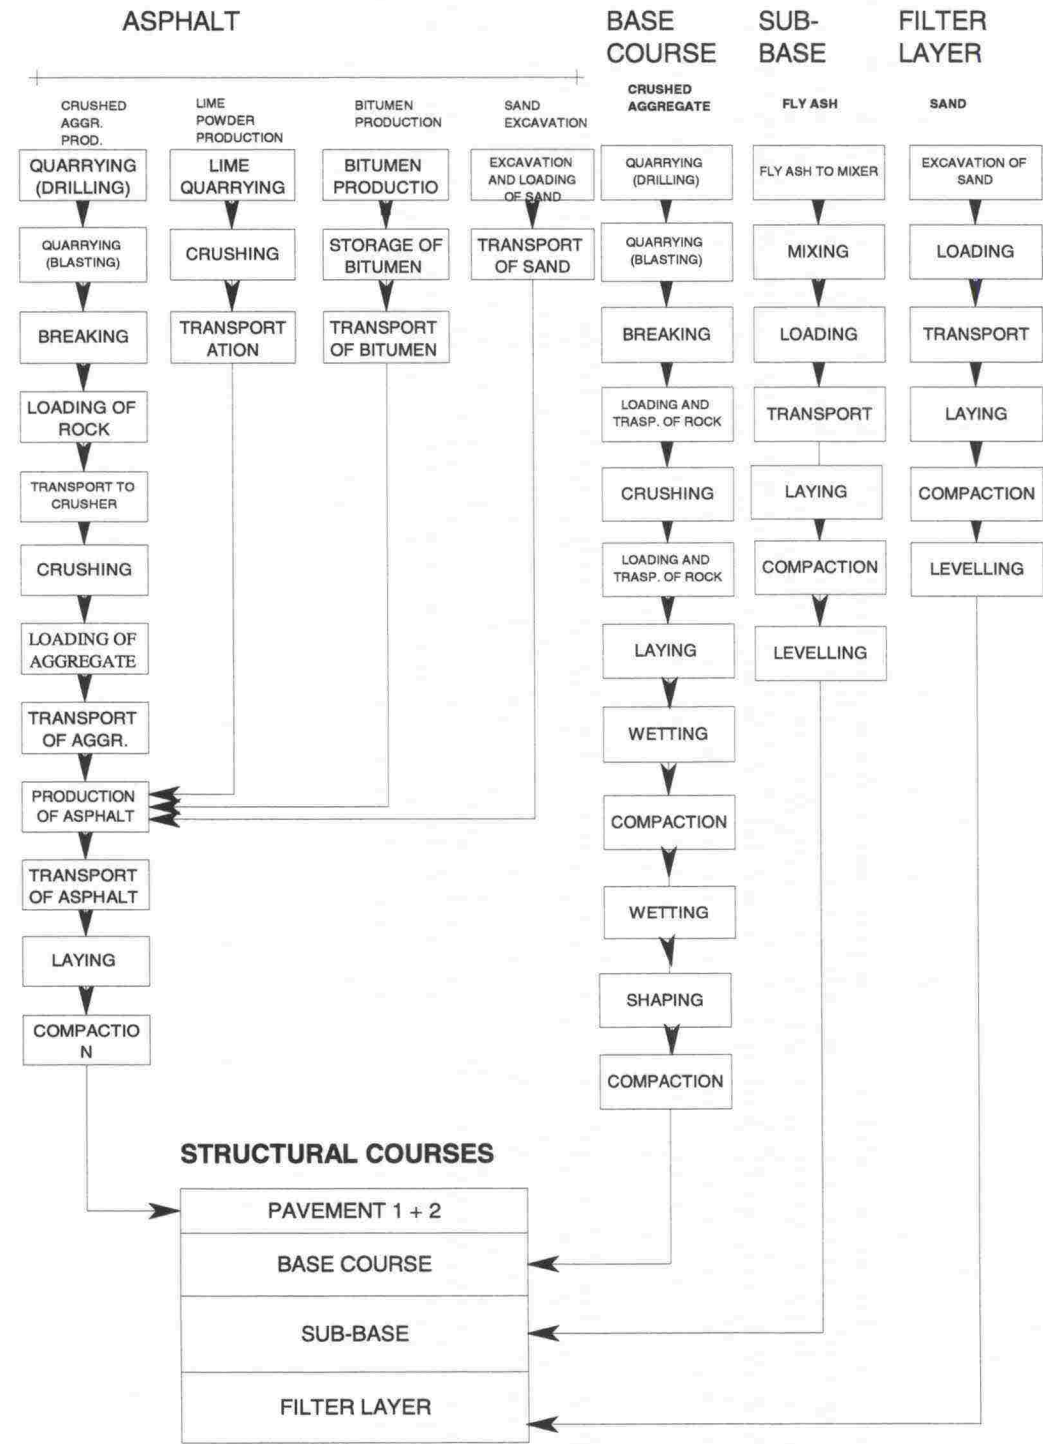 ASPHALT
BASE
COURSE
SUB-
BASE
FILTER
LAYER
CRUSHED
AGGR.
PROD.
LIME
POWDER
PRODUCTION
BITUMEN
PRODUCTION
SAND
EXCAVATION
CRUSHED
AGGREGATE
FLY ASH
SAND
QUARRYING
(DRILLING)
QUARRYING
(BLASTING)
BREAKING
LOADING OF
ROCK
TRANSPORT TO
CRUSHER
CRUSHING
LOADING OF
AGGREGATE
TRANSPORT
OF AGGR.
PRODUCTION
OF ASPHALT
TRANSPORT
OF ASPHALT
LAYING
COMPACTIO
N
LIME
QUARRYING
CRUSHING
TRANSPORT
ATION
BITUMEN
PRODUCTIO
STORAGE OF
BITUMEN
TRANSPORT
OF BITUMEN
EXCAVATION
AND LOADING
OF SAND
TRANSPORT
OF SAND
QUARRYING
(DRILLING)
QUARRYING
(BLASTING)
BREAKING
LOADING AND
TRASP. OF ROCK
CRUSHING
LOADING AND
TRASP. OF ROCK
LAYING
WETTING
COMPACTION
WETTING
SHAPING
COMPACTION
FLY ASH TO MIXER
MIXING
LOADING
TRANSPORT
LAYING
COMPACTION
LEVELLING
EXCAVATION OF
SAND
LOADING
TRANSPORT
LAYING
COMPACTION
LEVELLING
STRUCTURAL COURSES
PAVEMENT 1 + 2
BASE COURSE
SUB-BASE
FILTER LAYER